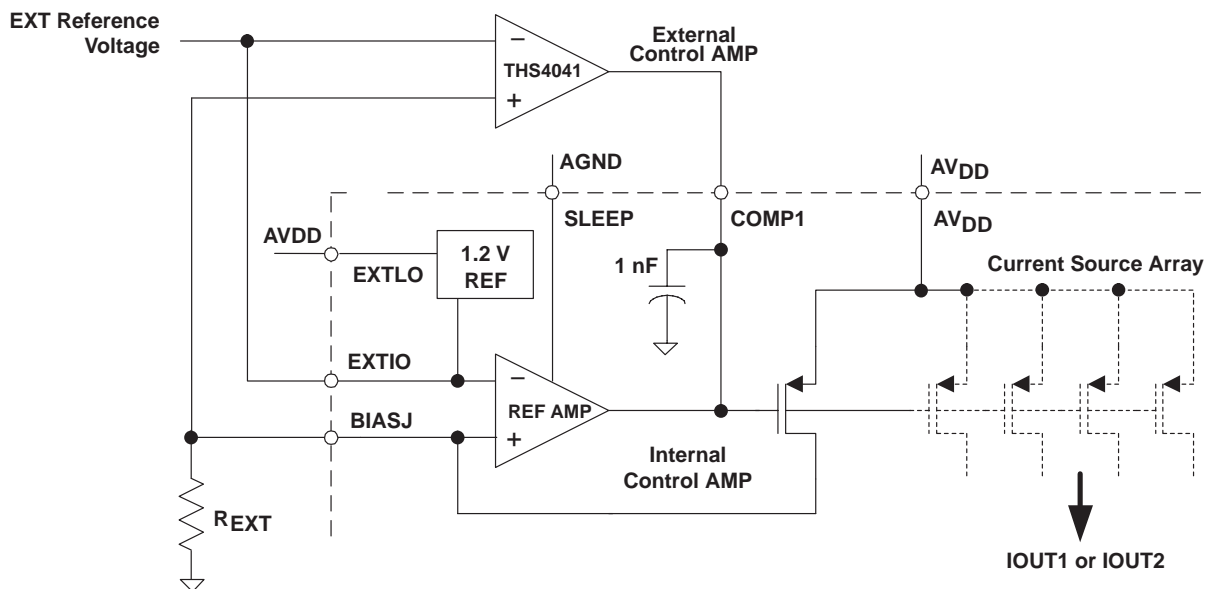 EXT Reference
Voltage
−
THS4041
+
External
Control AMP
AGND
AVDD
SLEEP
COMP1
AVDD
AVDD
EXTLO
1.2 V
REF
1 nF
Current Source Array
EXTIO
−
REF AMP
+
BIASJ
Internal
Control AMP
REXT
IOUT1 or IOUT2